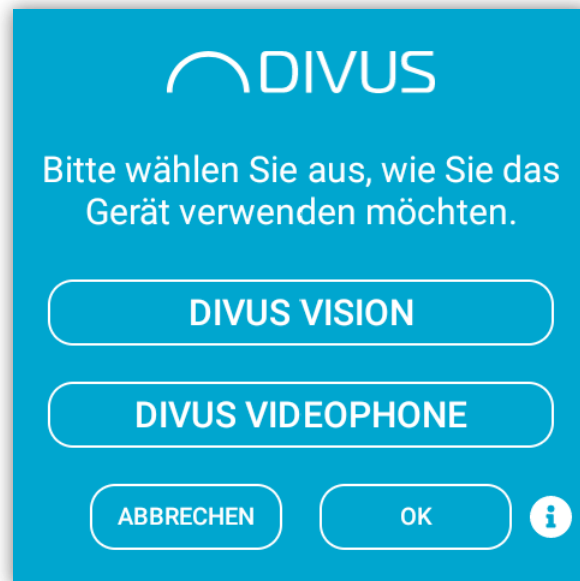 DIVUS
Bitte wählen Sie aus, wie Sie das
Gerät verwenden möchten.
DIVUS VISION
DIVUS VIDEOPHONE
ABBRECHEN
OK
i